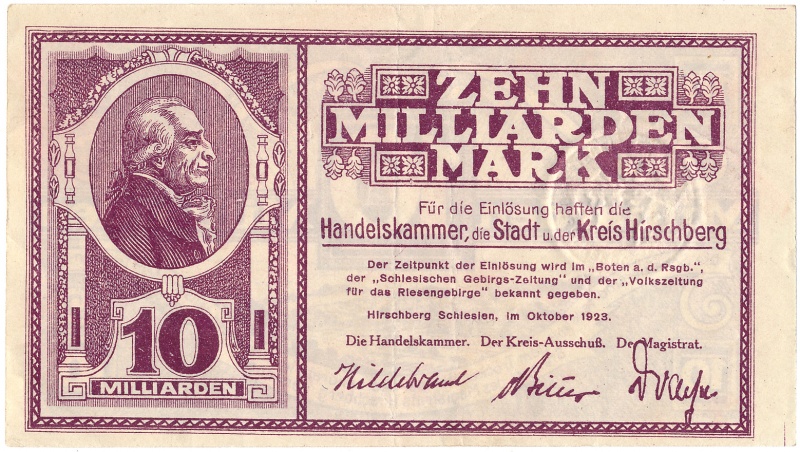 ZEHN
MILLIARDEN
MARK
Für die Einlösung haften die
Handelskammer, die Stadt u. der Kreis Hirschberg
Der Zeitpunkt der Einlösung wird im „Boten a. d. Rsgb.",
der „Schlesischen Gebirgs-Zeitung" und der „Volkszeitung
für das Riesengebirge" bekannt gegeben.
Hirschberg Schlesien, im Oktober 1923.
Die Handelskammer. Der Kreis-Ausschuß. Der Magistrat.
Hildebrand
10
MILLIARDEN